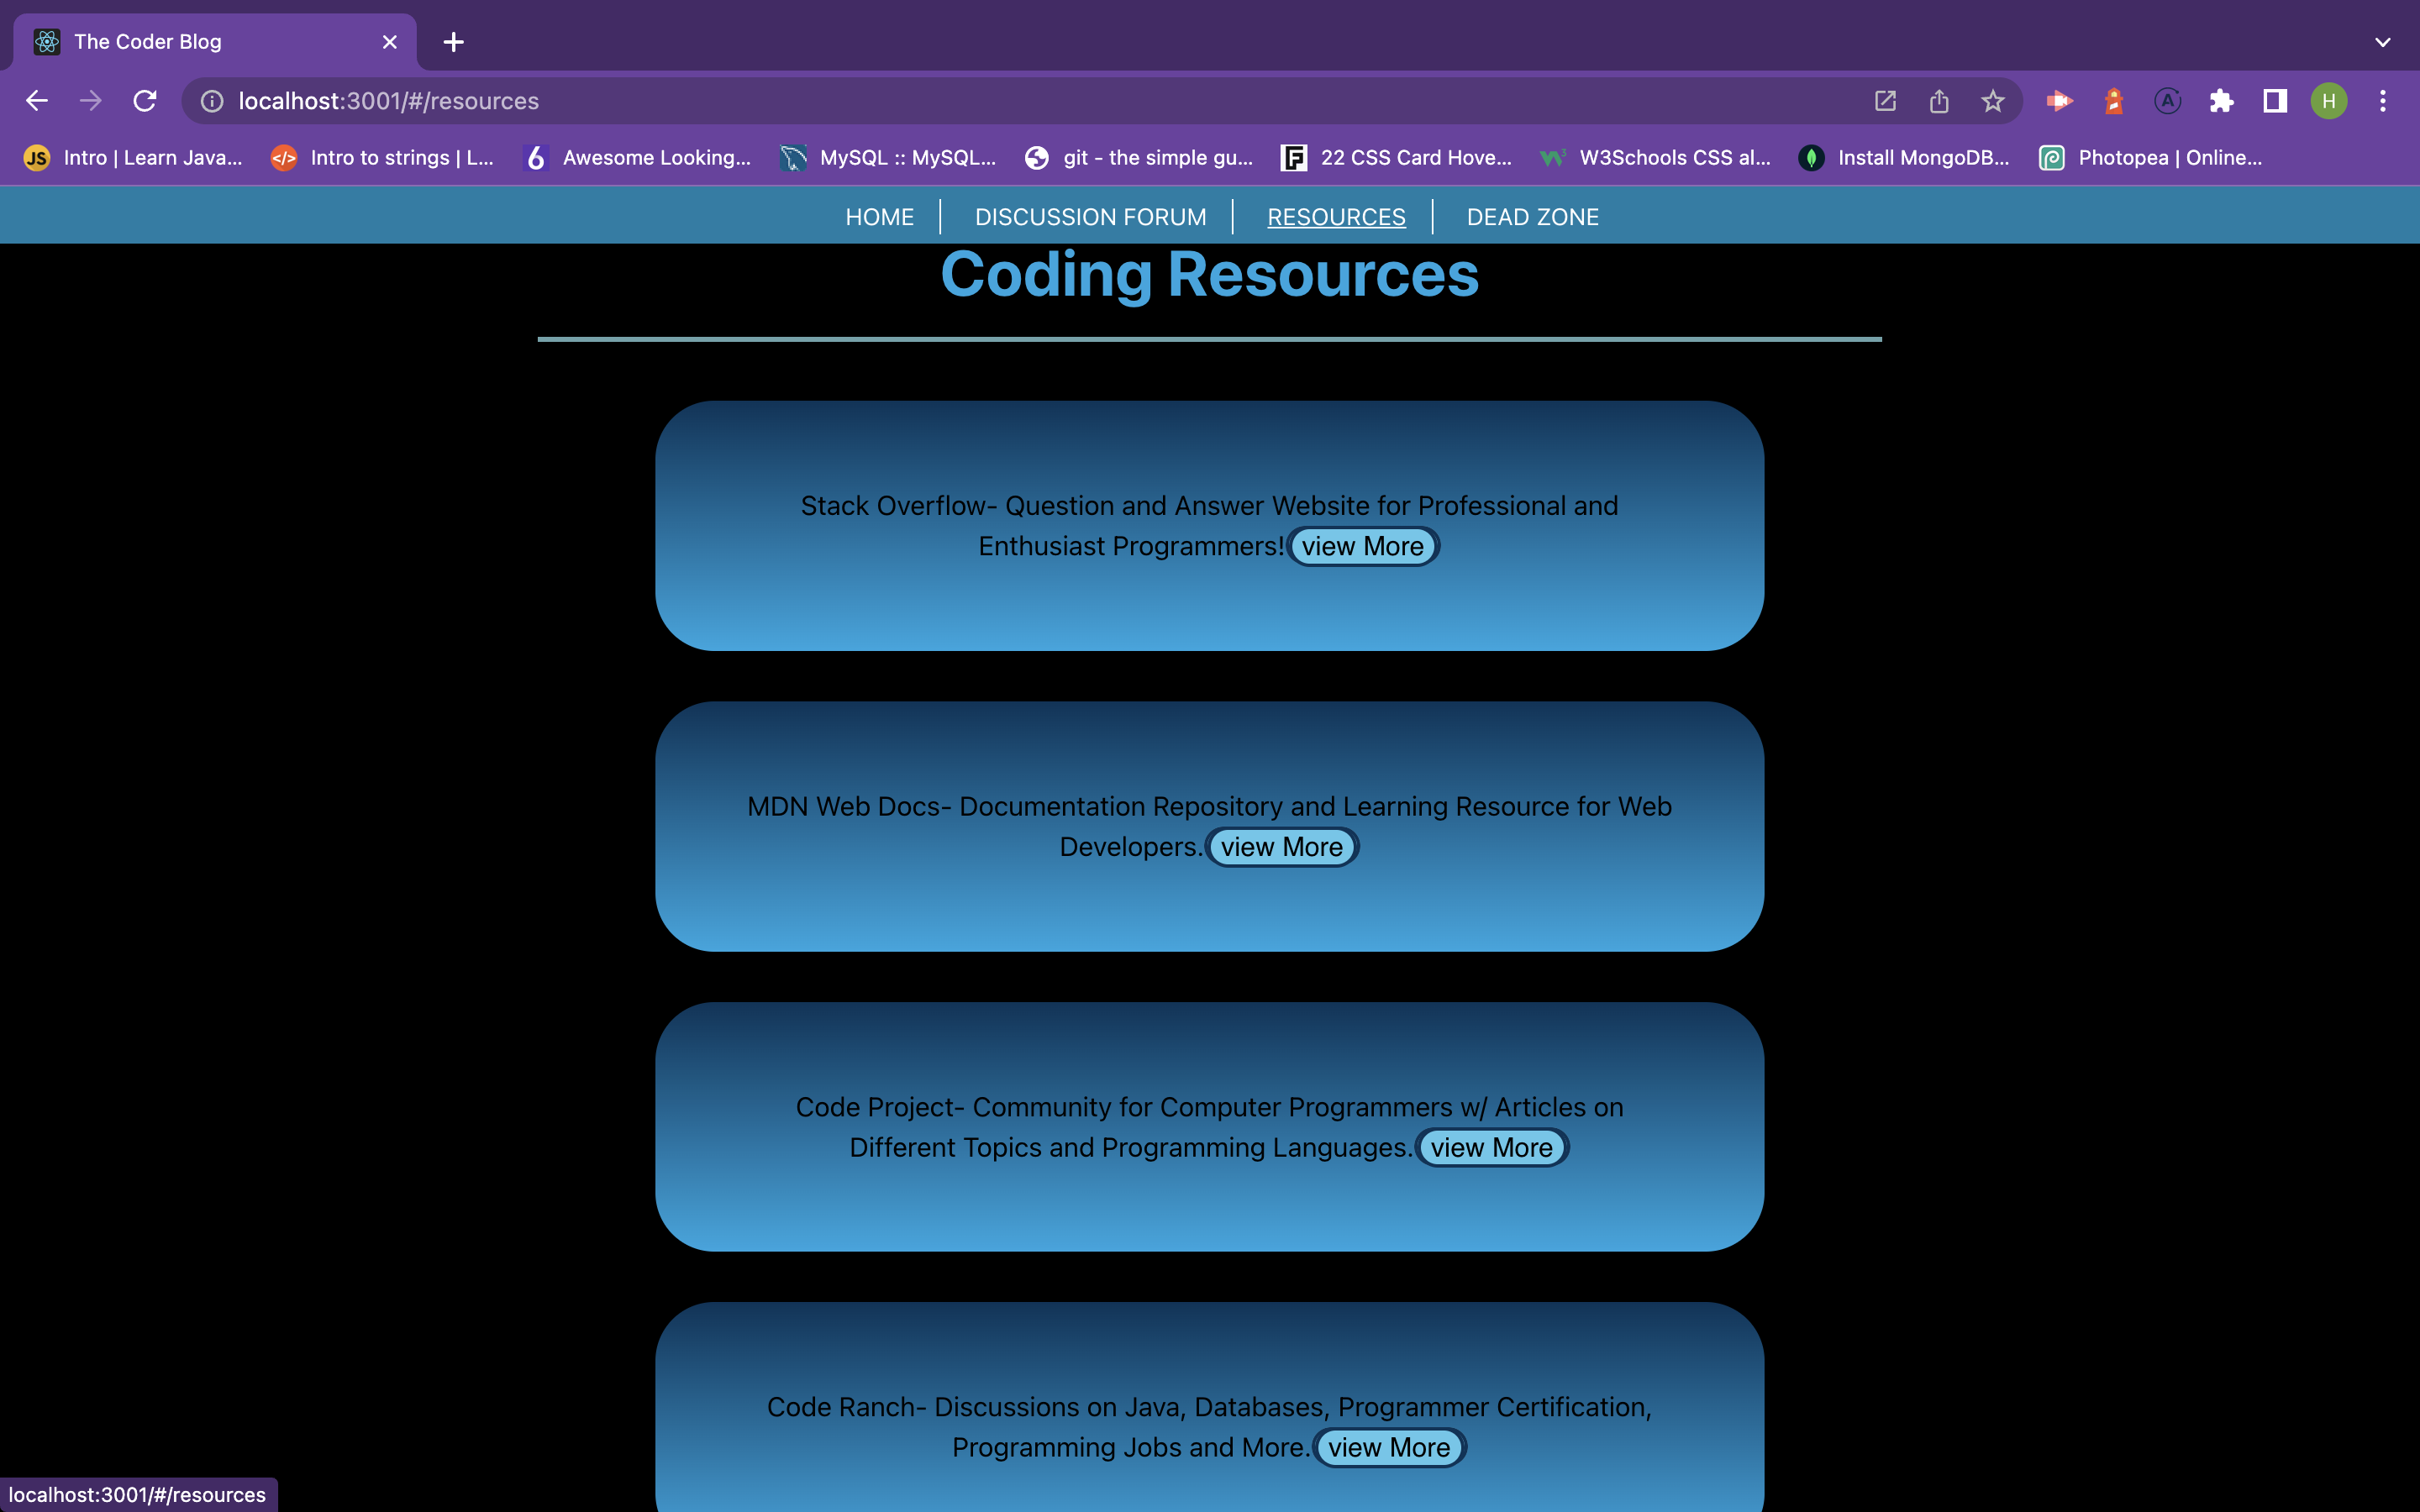 The Coder Blog
localhost:3001/#/resources
H
JS Intro | Learn Java...
</> Intro to strings | L...
6 Awesome Looking...
MySQL :: MySQL...
git - the simple gu...
F 22 CSS Card Hove...
W3 W3Schools CSS al...
Install MongoDB...
Photopea | Online...
HOME DISCUSSION FORUM RESOURCES DEAD ZONE
Coding Resources
Stack Overflow- Question and Answer Website for Professional and
Enthusiast Programmers! view More
MDN Web Docs- Documentation Repository and Learning Resource for Web
Developers. view More
Code Project- Community for Computer Programmers w/ Articles on
Different Topics and Programming Languages. view More
Code Ranch- Discussions on Java, Databases, Programmer Certification,
Programming Jobs and More. view More
localhost:3001/#/resources